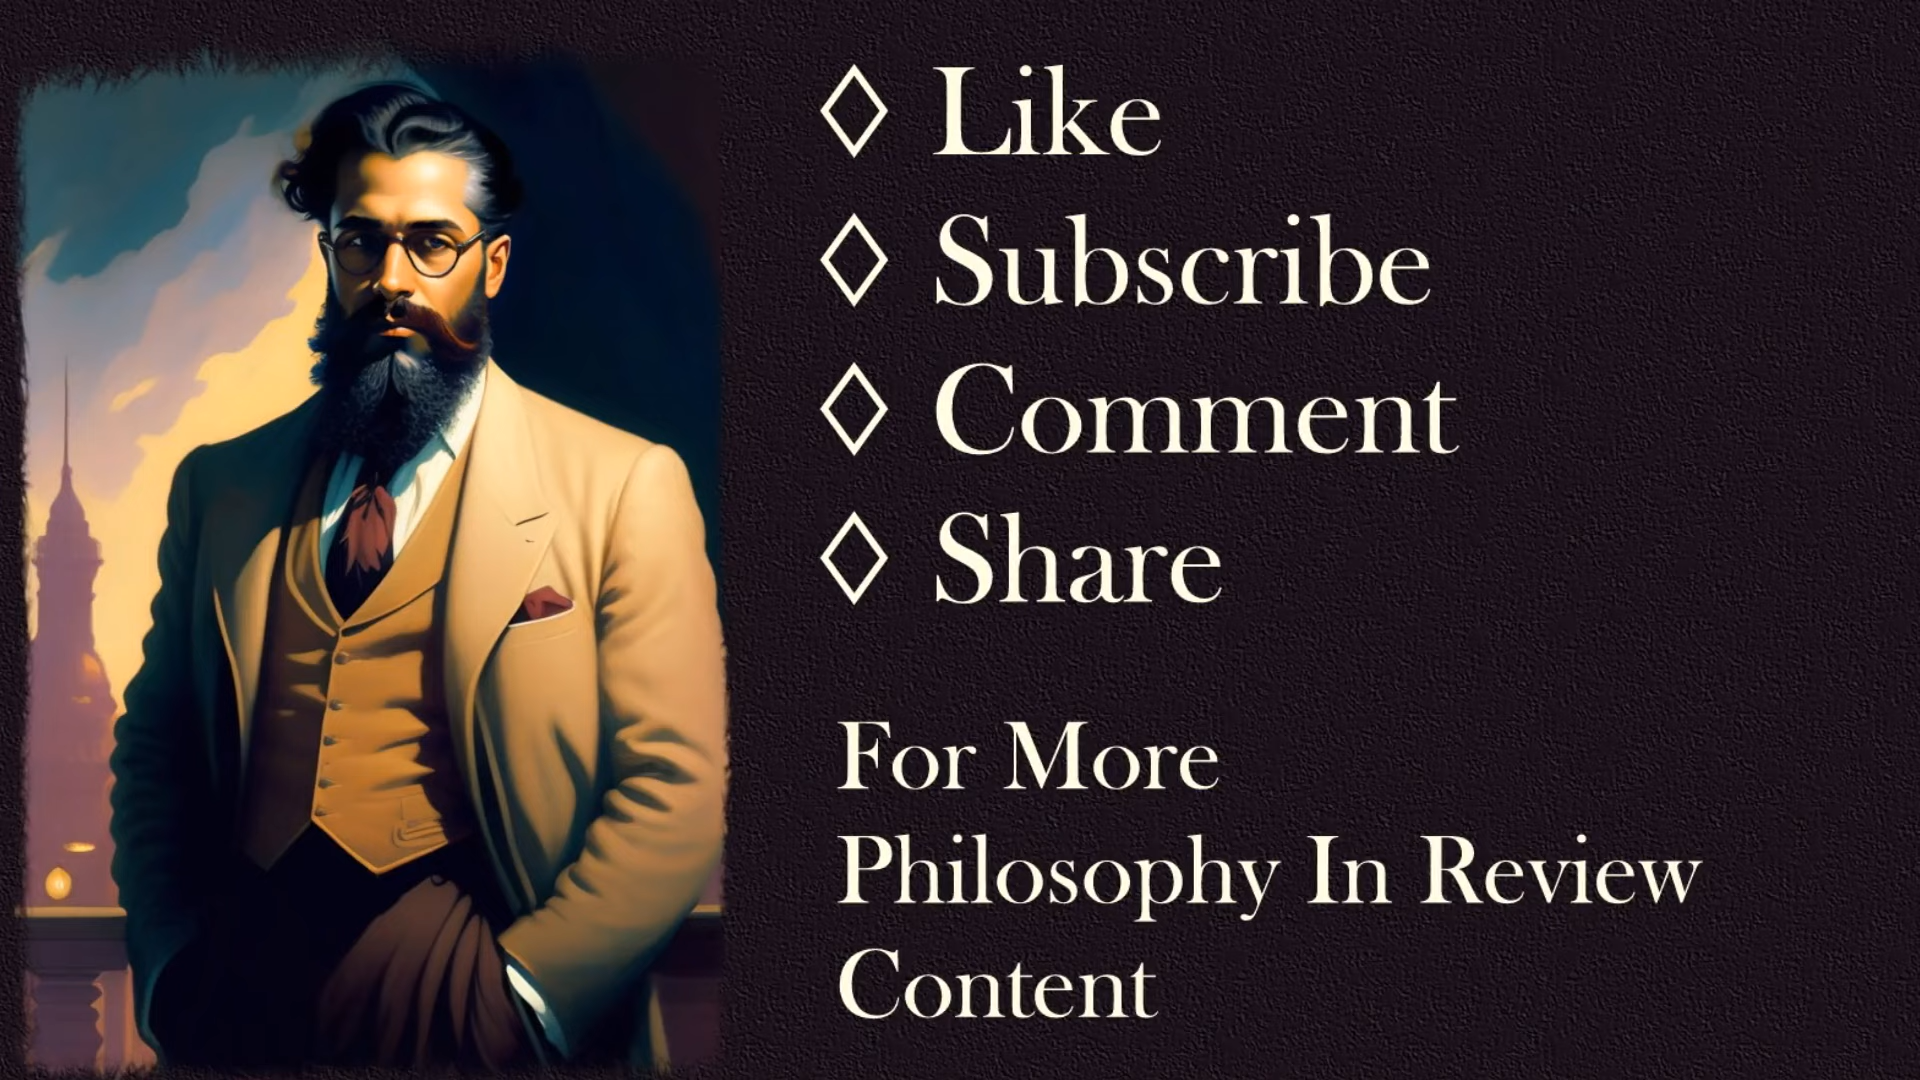 ◊ Like
◊ Subscribe
◊ Comment
◊ Share
For More
Philosophy In Review
Content